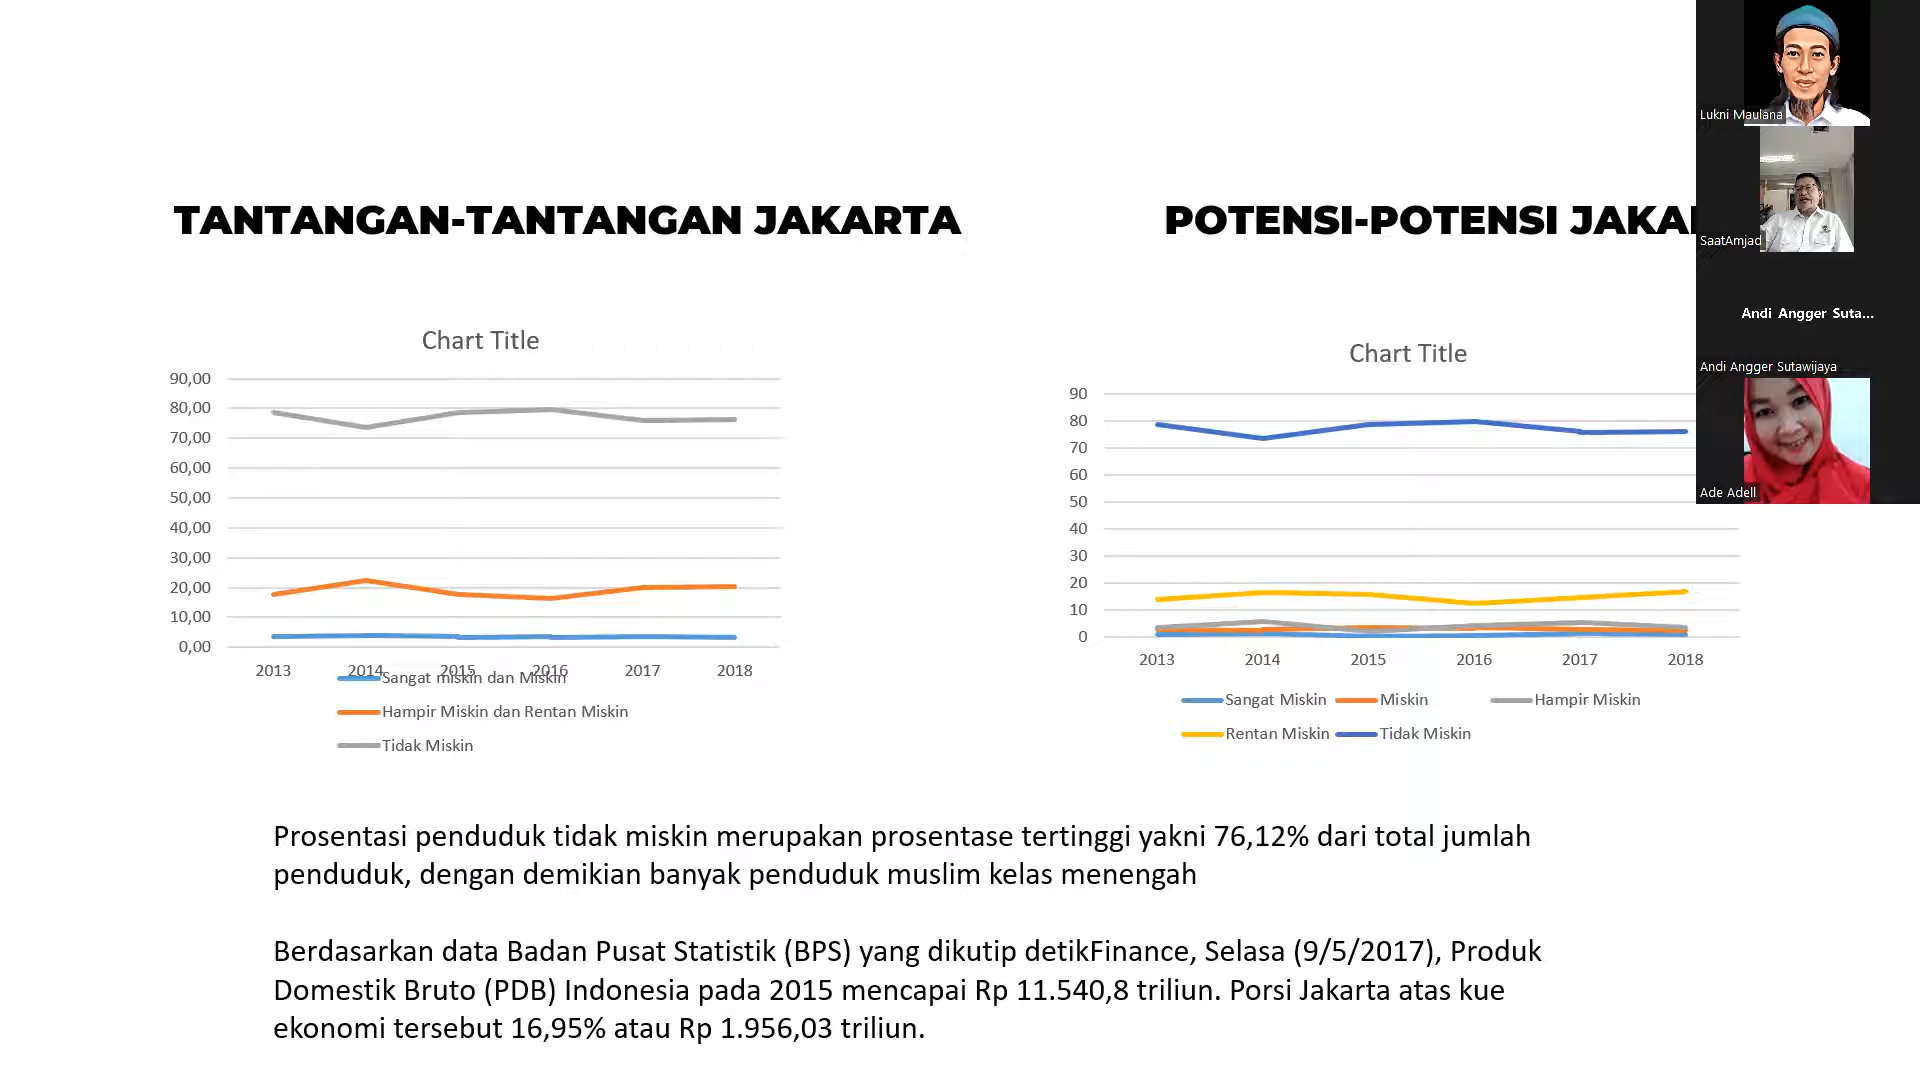 TANTANGAN-TANTANGAN JAKARTA
Chart Title
90,00
80,00
70,00
60,00
50,00
40,00
30,00
20,00
10,00
0,00
2013 2014 2015 2016 2017 2018
Sangat miskin dan Miskin
Hampir Miskin dan Rentan Miskin
Tidak Miskin
POTENSI-POTENSI
Chart Title
90
80
70
60
50
40
30
20
10
0
2013 2014 2015 2016 2017 2018
Sangat Miskin Miskin Hampir Miskin
Rentan Miskin Tidak Miskin
Prosentasi penduduk tidak miskin merupakan prosentase tertinggi yakni 76,12% dari total jumlah
penduduk, dengan demikian banyak penduduk muslim kelas menengah
Berdasarkan data Badan Pusat Statistik (BPS) yang dikutip detikFinance, Selasa (9/5/2017), Produk
Domestik Bruto (PDB) Indonesia pada 2015 mencapai Rp 11.540,8 triliun. Porsi Jakarta atas kue
ekonomi tersebut 16,95% atau Rp 1.956,03 triliun.
Lukni Maulana
SaatAmjad
Andi Angger Suta...
Andi Angger Sutawijaya
Ade Adell